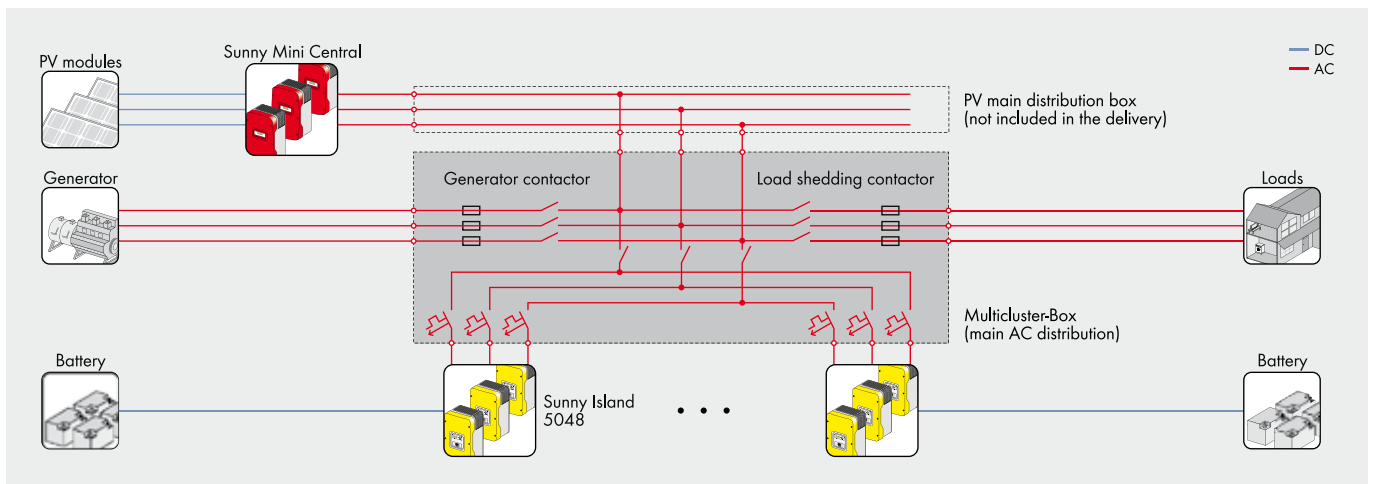 Sunny Mini Central
PV modules
DC
AC
PV main distribution box
(not included in the delivery)
Generator
Generator contactor
Load shedding contactor
Loads
Multicluster-Box
(main AC distribution)
Battery
Sunny Island
5048
Battery